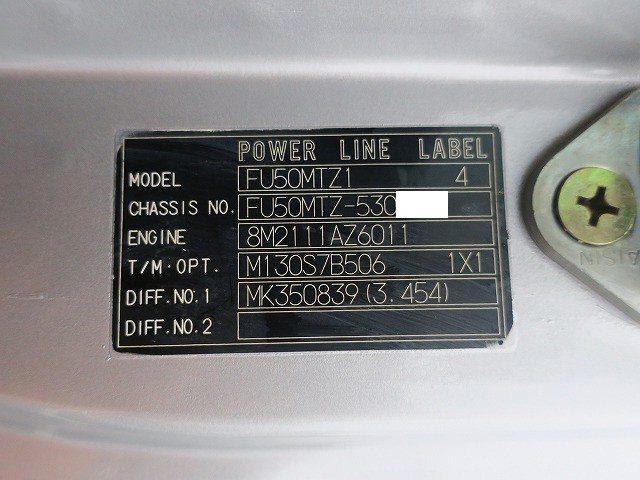 POWER LINE LABEL
MODEL FU50MTZ1 4
CHASSIS NO. FU50MTZ-530
ENGINE 8M2111AZ6011
T/M·OPT. M130S7B506 1X1
DIFF.NO.1 MK350839(3.454)
DIFF.NO.2
AISIN